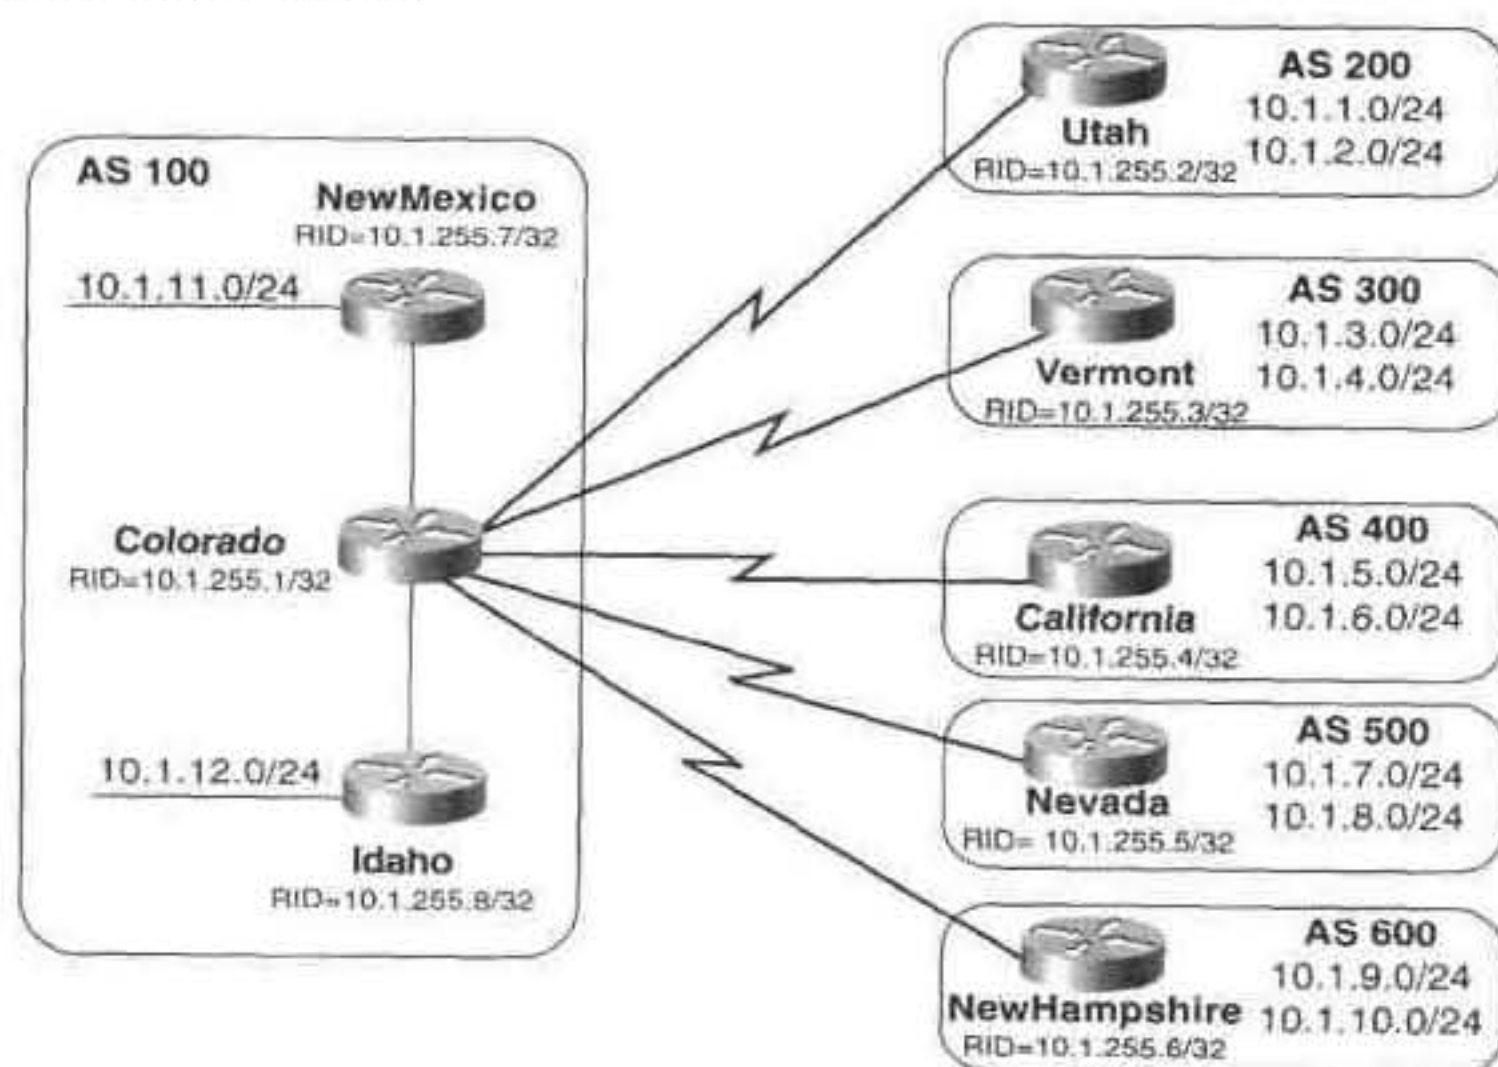 AS 100
NewMexico
RID=10.1.255.7/32
10.1.11.0/24
Colorado
RID=10.1.255.1/32
10.1.12.0/24
Idaho
RID=10.1.255.8/32
AS 200
10.1.1.0/24
10.1.2.0/24
Utah
RID=10.1.255.2/32
AS 300
10.1.3.0/24
10.1.4.0/24
Vermont
RID=10.1.255.3/32
AS 400
10.1.5.0/24
10.1.6.0/24
California
RID=10.1.255.4/32
AS 500
10.1.7.0/24
10.1.8.0/24
Nevada
RID= 10.1.255.5/32
AS 600
10.1.9.0/24
10.1.10.0/24
NewHampshire
RID=10.1.255.6/32